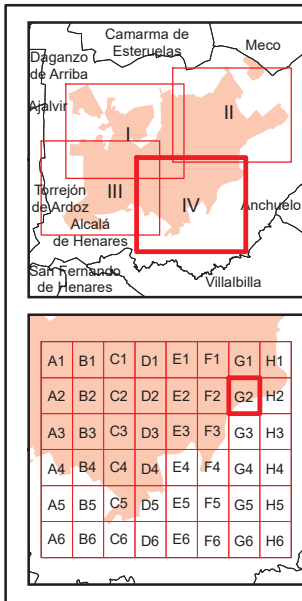 Camarma de
Esteruelas
Meco
Daganzo
de Arriba
Ajalvir
I
II
Torrejón
de Ardoz
III
IV
Anchuelo
Alcalá
de Henares
San Fernando
de Henares
Villalbilla
A1 B1 C1 D1 E1 F1 G1 H1
A2 B2 C2 D2 E2 F2 G2 H2
A3 B3 C3 D3 E3 F3 G3 H3
A4 B4 C4 D4 E4 F4 G4 H4
A5 B5 C5 D5 E5 F5 G5 H5
A6 B6 C6 D6 E6 F6 G6 H6